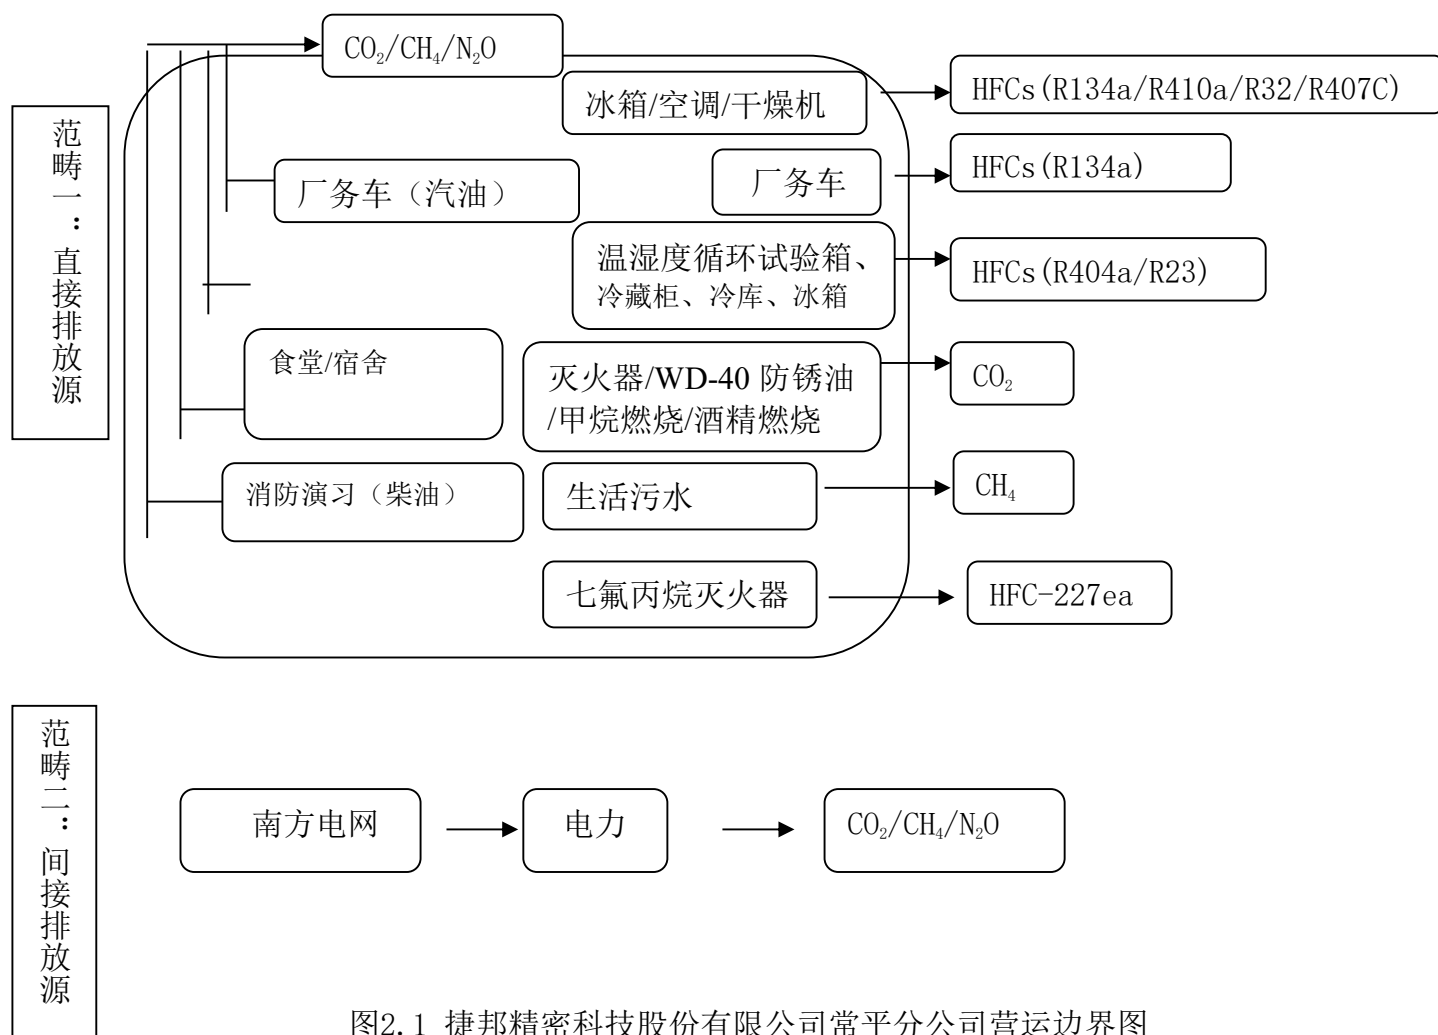 CO₂/CH₄/N₂O
冰箱/空调/干燥机
HFCs(R134a/R410a/R32/R407C)
范畴一：直接排放源
厂务车（汽油）
厂务车
HFCs(R134a)
温湿度循环试验箱、
冷藏柜、冷库、冰箱
HFCs(R404a/R23)
食堂/宿舍
灭火器/WD-40 防锈油
/甲烷燃烧/酒精燃烧
CO₂
消防演习（柴油）
生活污水
CH₄
七氟丙烷灭火器
HFC-227ea
范畴二：间接排放源
南方电网
电力
CO₂/CH₄/N₂O
图2.1 捷邦精密科技股份有限公司常平分公司营运边界图